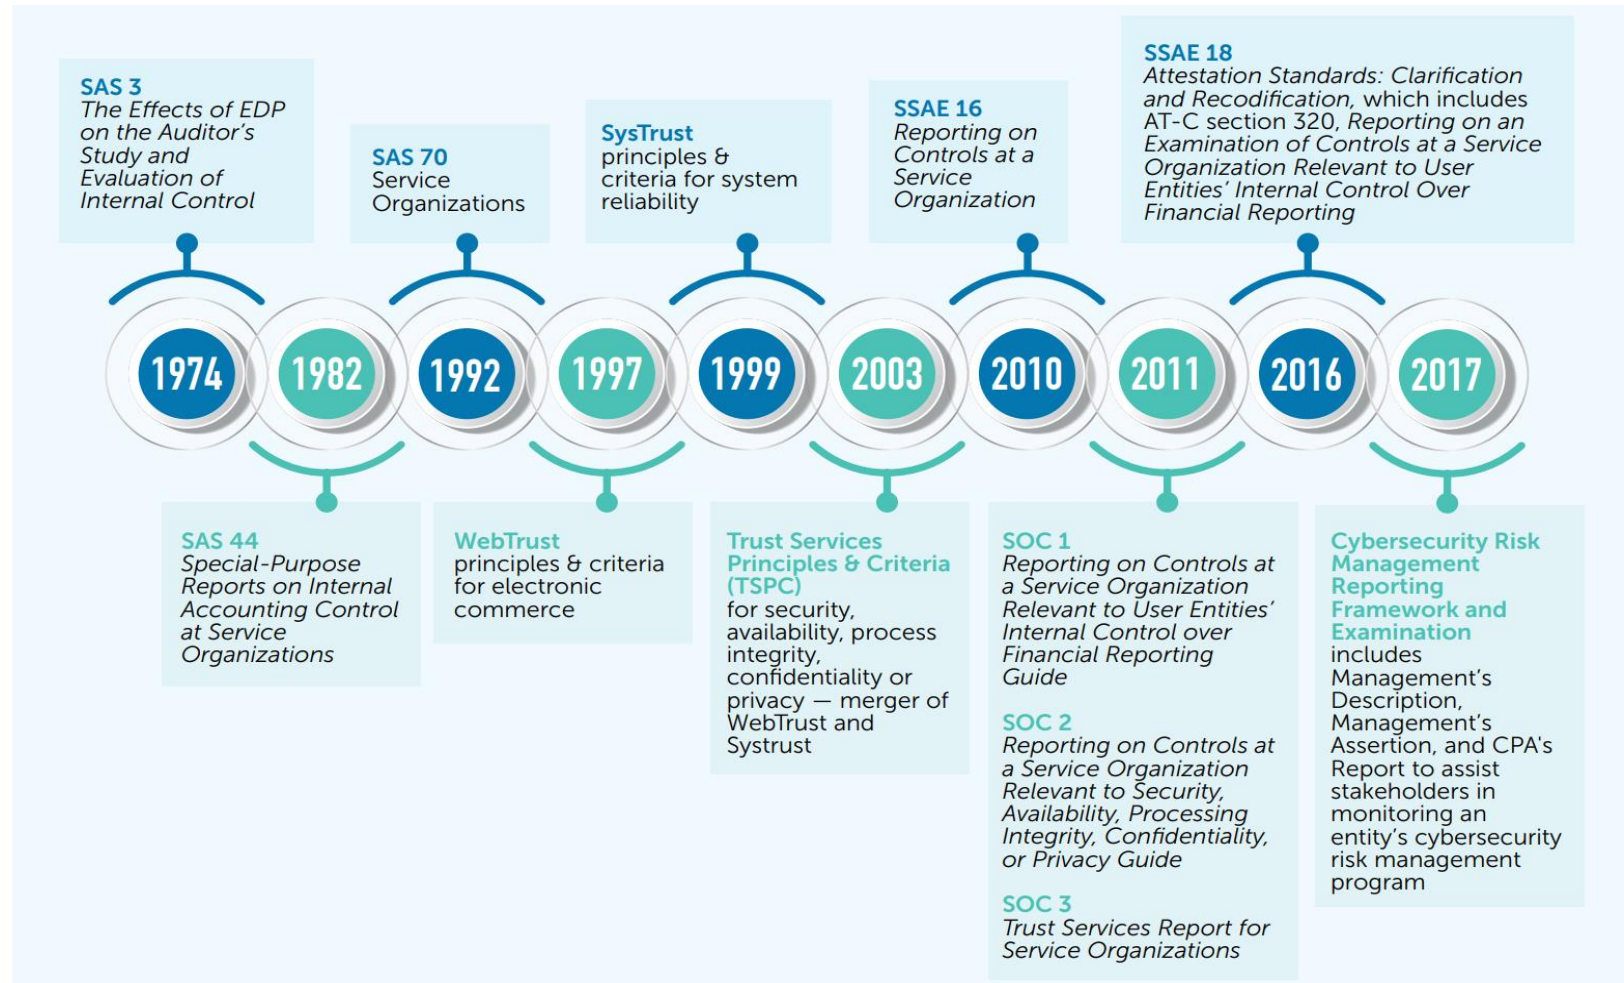 SAS 3
The Effects of EDP
on the Auditor's
Study and
Evaluation of
Internal Control
SAS 70
Service
Organizations
SysTrust
principles &
criteria for system
reliability
SSAE 16
Reporting on
Controls at a
Service
Organization
SSAE 18
Attestation Standards: Clarification
and Recodification, which includes
AT-C section 320, Reporting on an
Examination of Controls at a Service
Organization Relevant to User
Entities' Internal Control Over
Financial Reporting
1974
1982
1992
1997
1999
2003
2010
2011
2016
2017
SAS 44
Special-Purpose
Reports on Internal
Accounting Control
at Service
Organizations
WebTrust
principles & criteria
for electronic
commerce
Trust Services
Principles & Criteria
(TSPC)
for security,
availability, process
integrity,
confidentiality or
privacy — merger of
WebTrust and
Systrust
SOC 1
Reporting on Controls at
a Service Organization
Relevant to User Entities'
Internal Control over
Financial Reporting
Guide
SOC 2
Reporting on Controls at
a Service Organization
Relevant to Security,
Availability, Processing
Integrity, Confidentiality,
or Privacy Guide
SOC 3
Trust Services Report for
Service Organizations
Cybersecurity Risk
Management
Reporting
Framework and
Examination
includes
Management's
Description,
Management's
Assertion, and CPA's
Report to assist
stakeholders in
monitoring an
entity's cybersecurity
risk management
program